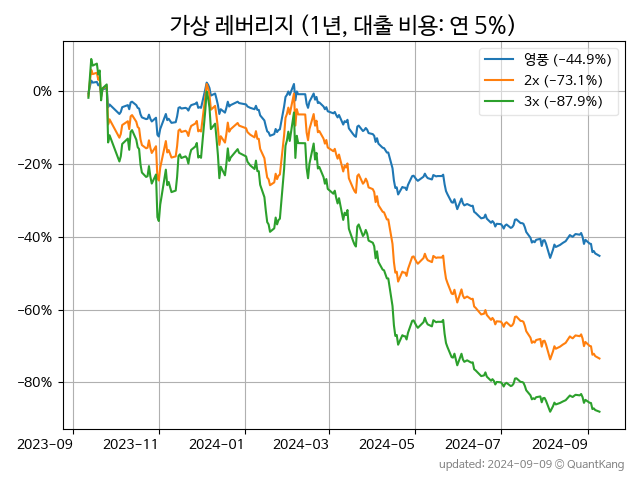 가상 레버리지 (1년, 대출 비용: 연 5%)
영풍 (−44.9%)
2x (−73.1%)
3x (−87.9%)
0%
−20%
−40%
−60%
−80%
2023−09 2023−11 2024−01 2024−03 2024−05 2024−07 2024−09
updated: 2024−09−09 © QuantKang